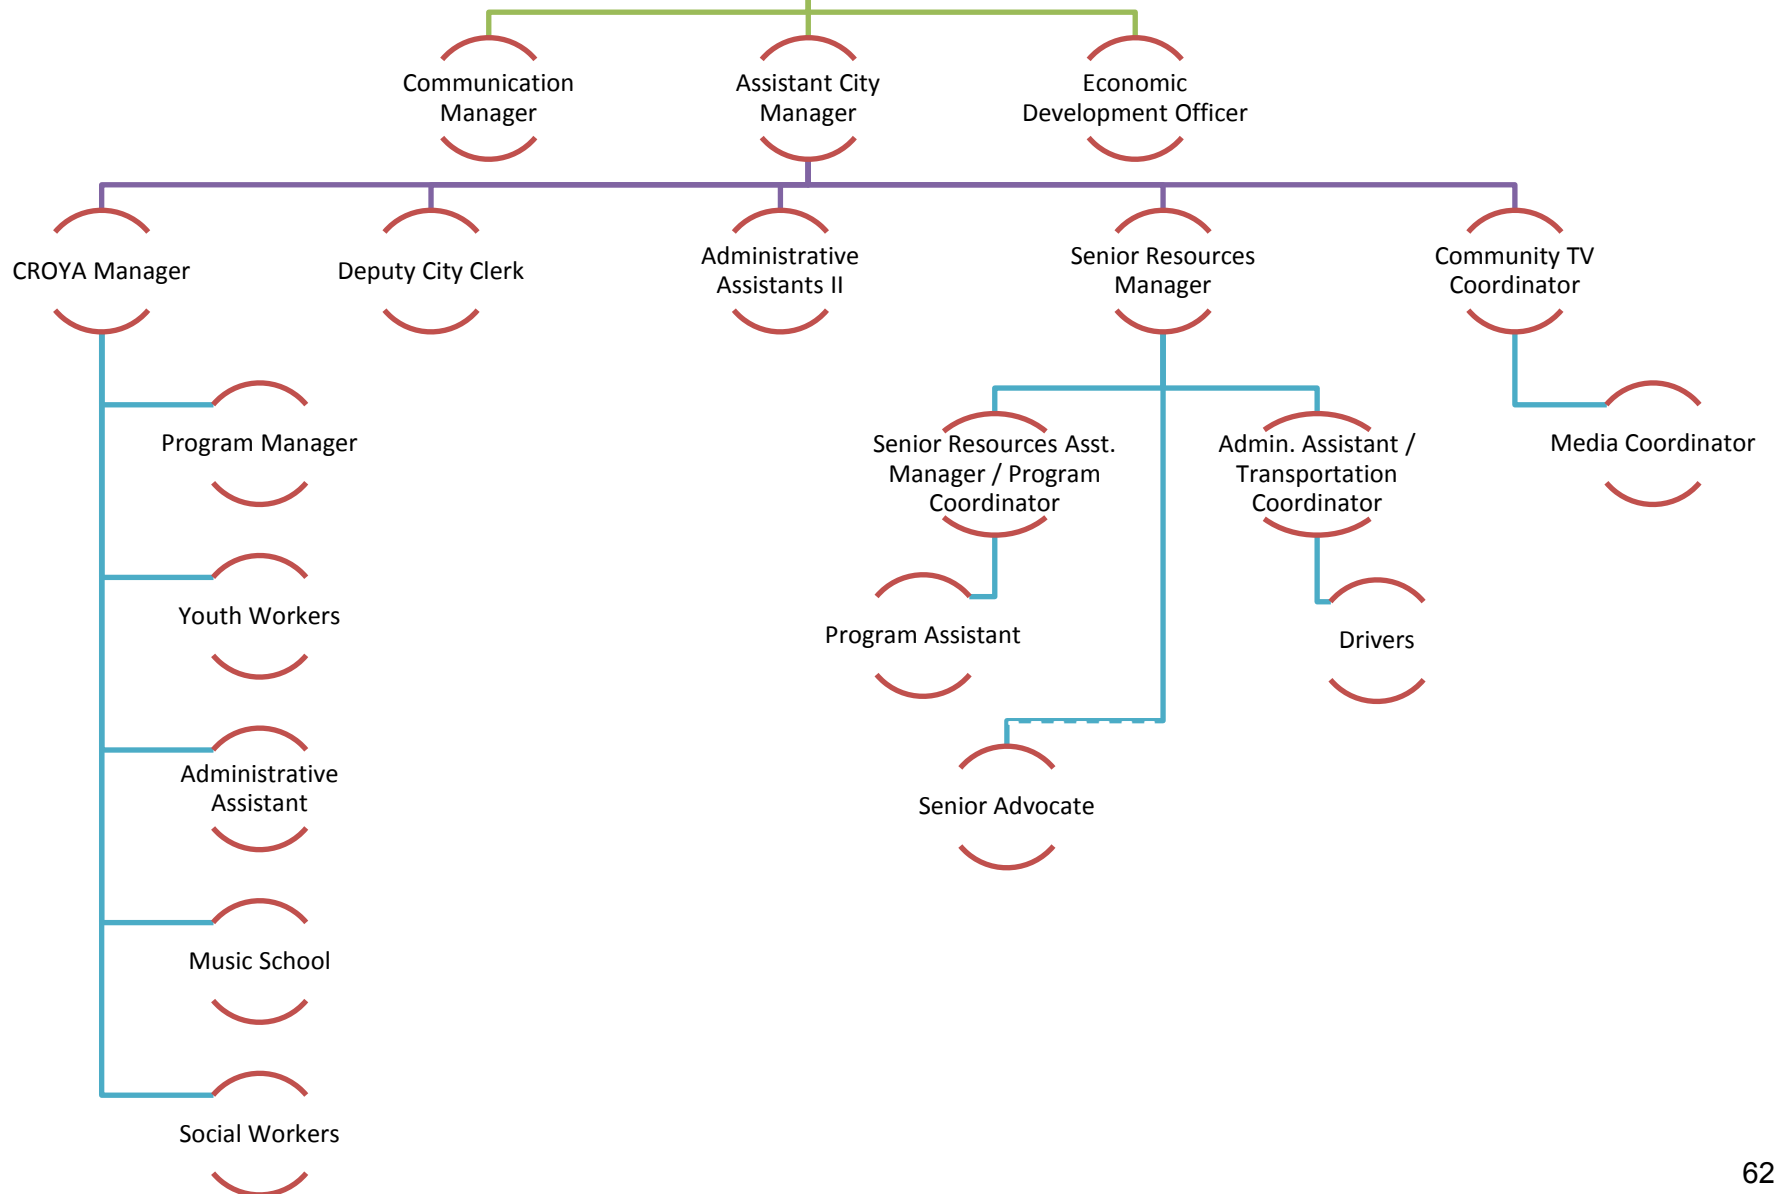 Communication
Manager
Assistant City
Manager
Economic
Development Officer
CROYA Manager
Deputy City Clerk
Administrative
Assistants II
Senior Resources
Manager
Community TV
Coordinator
Program Manager
Senior Resources Asst.
Manager / Program
Coordinator
Admin. Assistant /
Transportation
Coordinator
Media Coordinator
Youth Workers
Program Assistant
Drivers
Administrative
Assistant
Senior Advocate
Music School
Social Workers
62